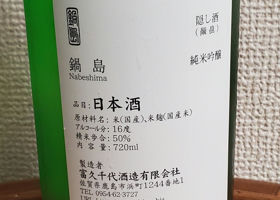 鍋島
隠し酒
(醸造)
鍋島
Nabeshima
純米吟醸
品目:日本酒
原材料名:米(国産)、米麹(国産米)
アルコール分:16度
精米歩合:50%
内容量:720ml
製造者
富久千代酒造有限会社
佐賀県鹿島市浜町1244番地1
TEL 0954-62-3727